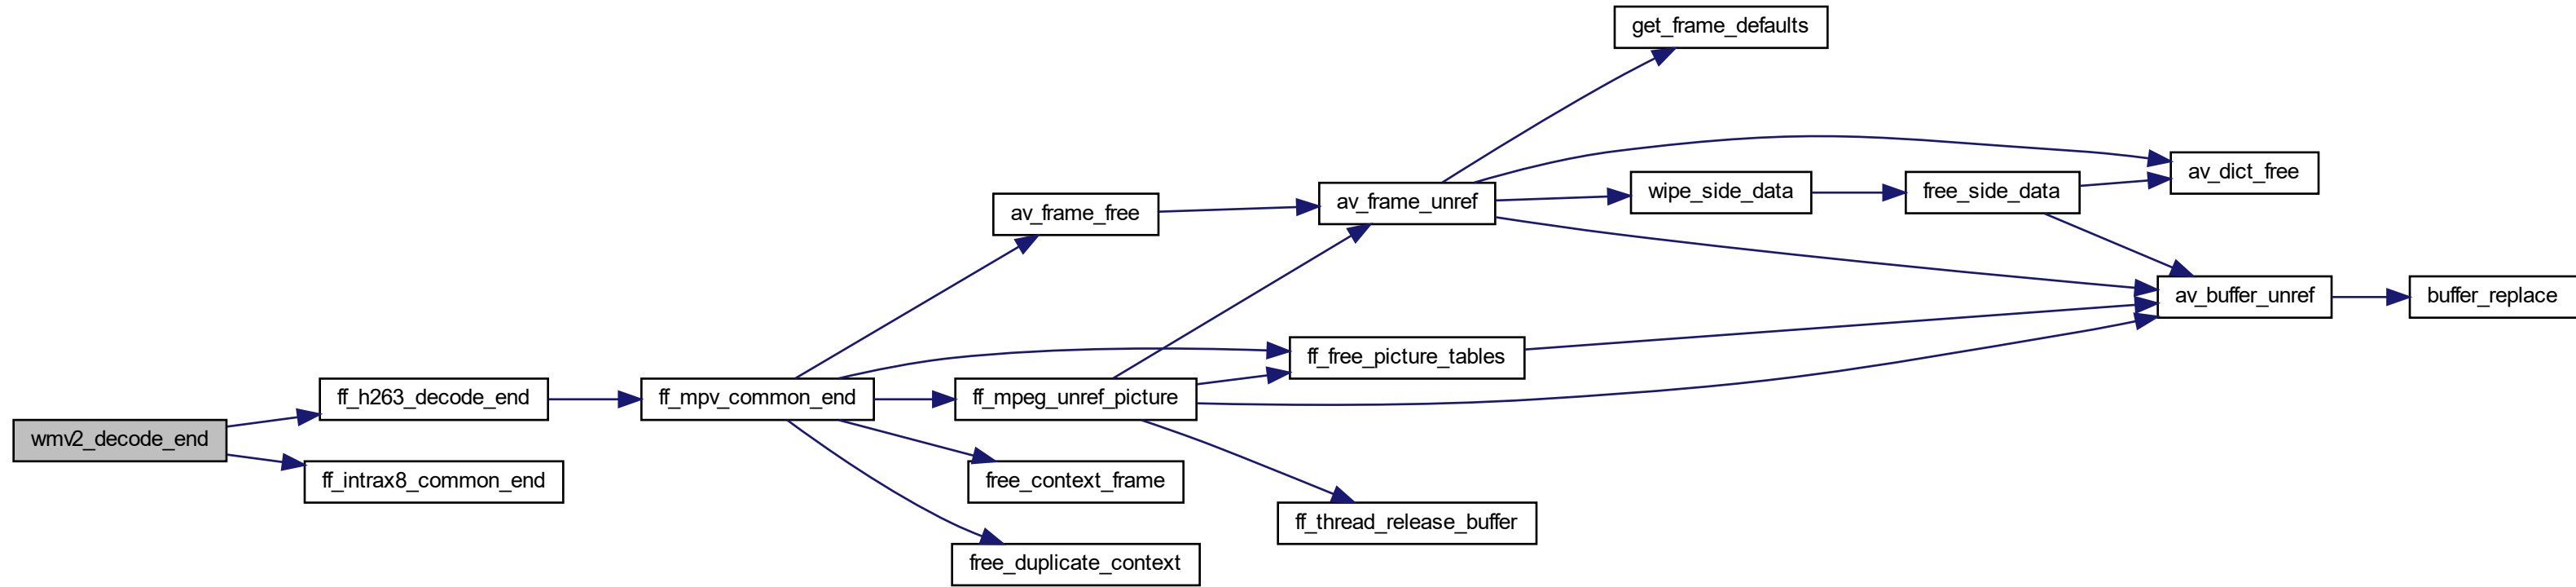 wmv2_decode_end
ff_h263_decode_end
ff_intrax8_common_end
ff_mpv_common_end
av_frame_free
ff_mpeg_unref_picture
free_context_frame
free_duplicate_context
av_frame_unref
ff_free_picture_tables
ff_thread_release_buffer
get_frame_defaults
wipe_side_data
free_side_data
av_dict_free
av_buffer_unref
buffer_replace